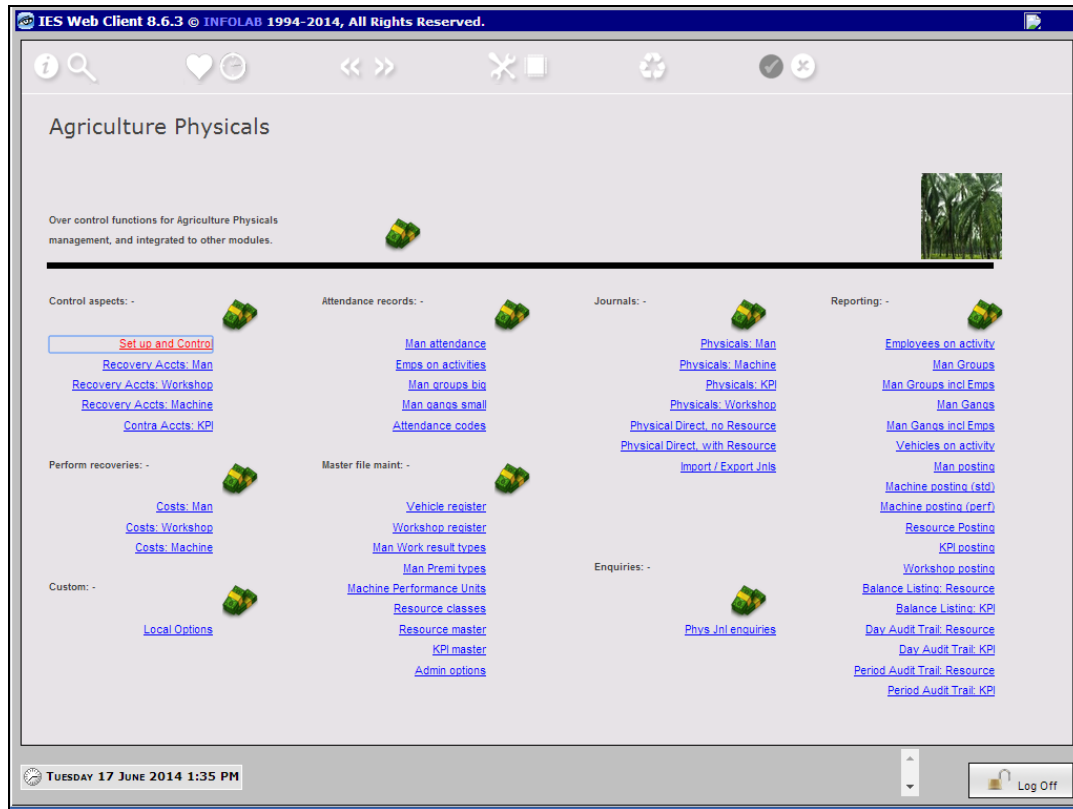 IES Web Client 8.6.3 © INFOLAB 1994-2014, All Rights Reserved.
Agriculture Physicals
Over control functions for Agriculture Physicals
management, and integrated to other modules.
Control aspects: -
Set up and Control
Recovery Accts: Man
Recovery Accts: Workshop
Recovery Accts: Machine
Contra Accts: KPI
Perform recoveries: -
Costs: Man
Costs: Workshop
Costs: Machine
Custom: -
Local Options
Attendance records: -
Man attendance
Emps on activities
Man groups big
Man gangs small
Attendance codes
Master file maint: -
Vehicle register
Workshop register
Man Work result types
Man Premi types
Machine Performance Units
Resource classes
Resource master
KPI master
Admin options
Journals: -
Physicals: Man
Physicals: Machine
Physicals: KPI
Physicals: Workshop
Physical Direct, no Resource
Physical Direct, with Resource
Import / Export Jnls
Enquiries: -
Phys Jnl enquiries
Reporting: -
Employees on activity
Man Groups
Man Groups incl Emps
Man Gangs
Man Gangs incl Emps
Vehicles on activity
Man posting
Machine posting (std)
Machine posting (perf)
Resource Posting
KPI posting
Workshop posting
Balance Listing: Resource
Balance Listing: KPI
Day Audit Trail: Resource
Day Audit Trail: KPI
Period Audit Trail: Resource
Period Audit Trail: KPI
Tuesday 17 June 2014 1:35 PM
Log Off